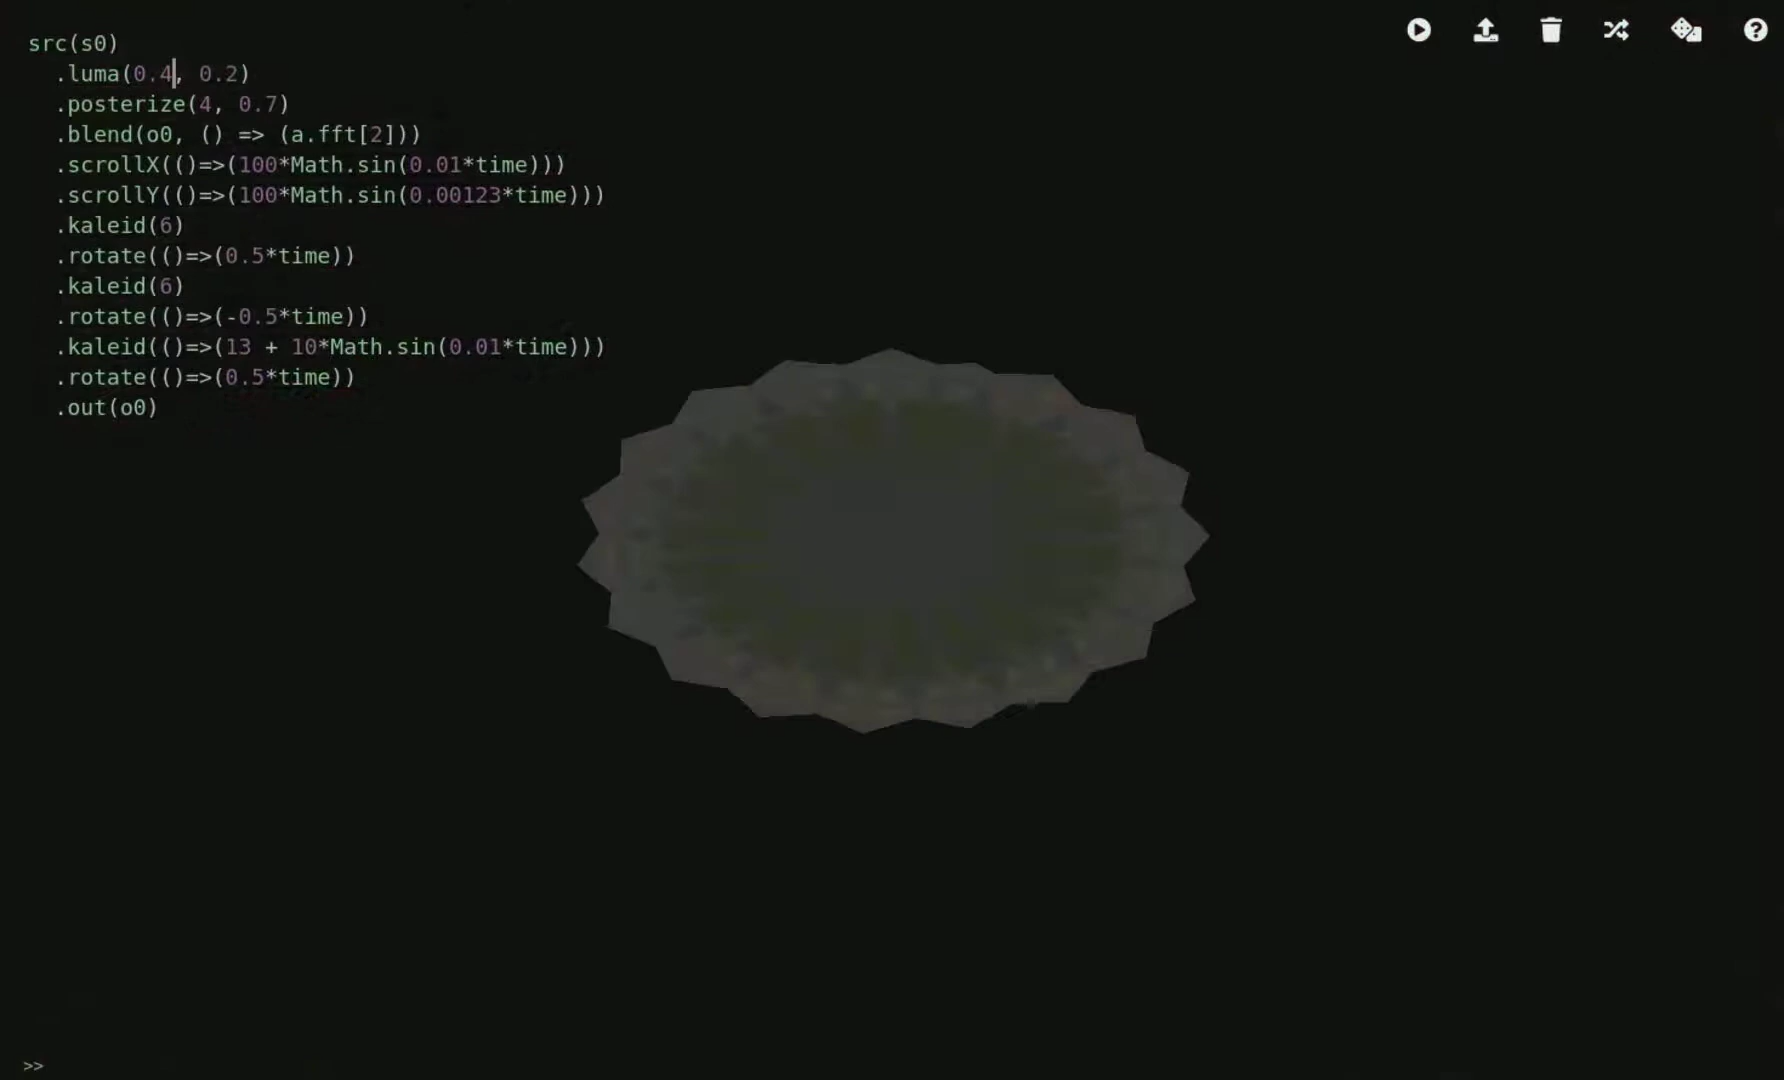 src(s0)
.luma(0.4, 0.2)
.posterize(4, 0.7)
.blend(o0, () => (a.fft[2]))
.scrollX(()=>(100*Math.sin(0.01*time)))
.scrollY(()=>(100*Math.sin(0.00123*time)))
.kaleid(6)
.rotate(()=>(0.5*time))
.kaleid(6)
.rotate(()=>(-0.5*time))
.kaleid(()=>(13 + 10*Math.sin(0.01*time)))
.rotate(()=>(0.5*time))
.out(o0)
>>